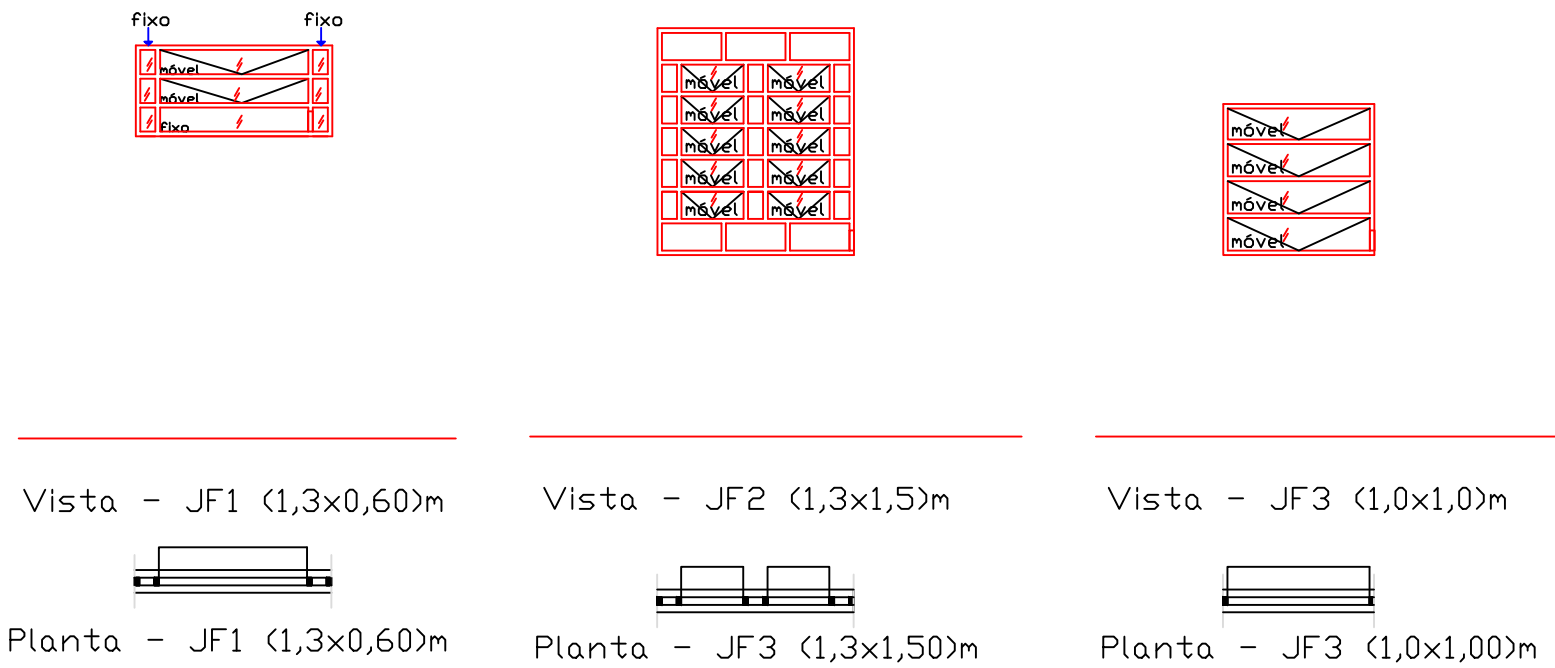 fixo fixo
móvel
móvel
fixo
móvel móvel
móvel móvel
móvel móvel
móvel móvel
móvel móvel
móvel
móvel
móvel
móvel
Vista - JF1 (1,3x0,60)m
Vista - JF2 (1,3x1,5)m
Vista - JF3 (1,0x1,0)m
Planta - JF1 (1,3x0,60)m
Planta - JF3 (1,3x1,50)m
Planta - JF3 (1,0x1,00)m